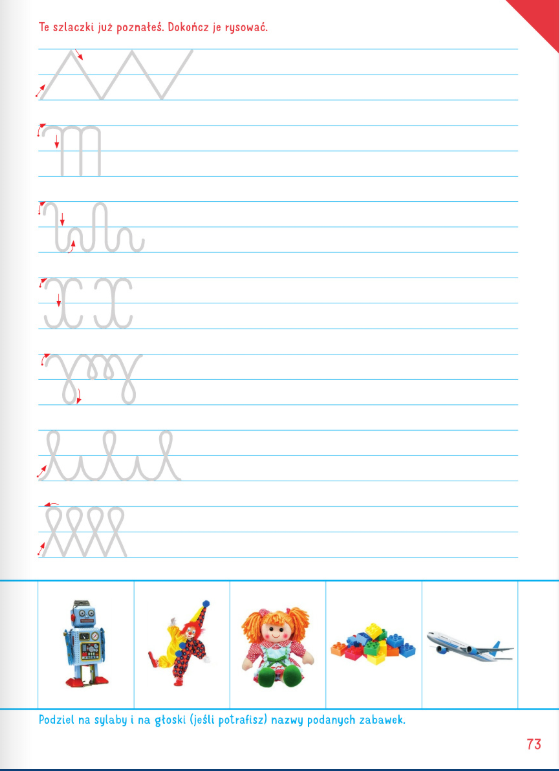 Te szlaczki już poznałeś. Dokończ je rysować.
Podziel na sylaby i na głoski (jeśli potrafisz) nazwy podanych zabawek.
73